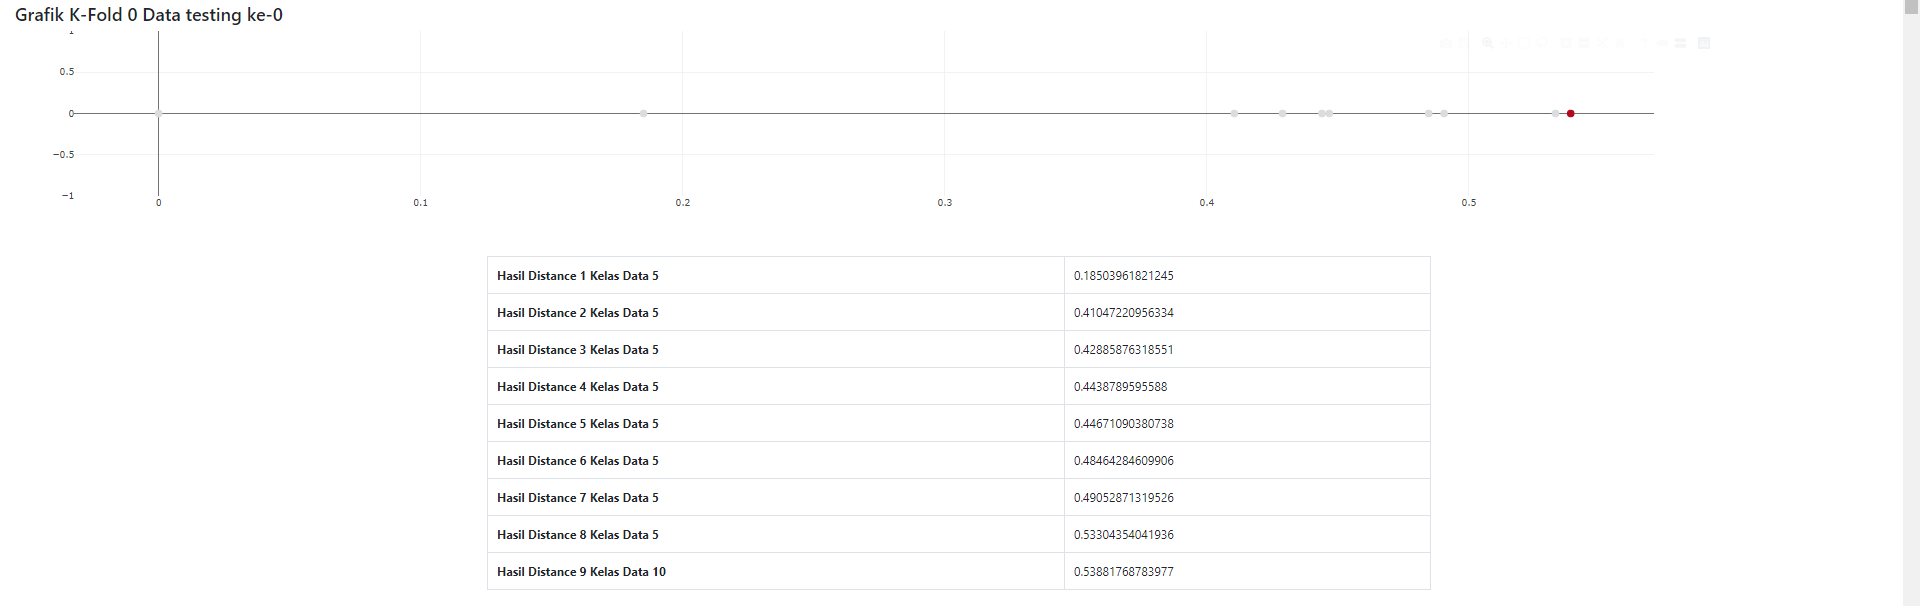 Grafik K-Fold 0 Data testing ke-0
1
0.5
0
−0.5
−1
0 0.1 0.2 0.3 0.4 0.5
Hasil Distance 1 Kelas Data 5 0.18503961821245
Hasil Distance 2 Kelas Data 5 0.41047220956334
Hasil Distance 3 Kelas Data 5 0.42885876318551
Hasil Distance 4 Kelas Data 5 0.4438789595588
Hasil Distance 5 Kelas Data 5 0.44671090380738
Hasil Distance 6 Kelas Data 5 0.48464284609906
Hasil Distance 7 Kelas Data 5 0.49052871319526
Hasil Distance 8 Kelas Data 5 0.53304354041936
Hasil Distance 9 Kelas Data 10 0.53881768783977